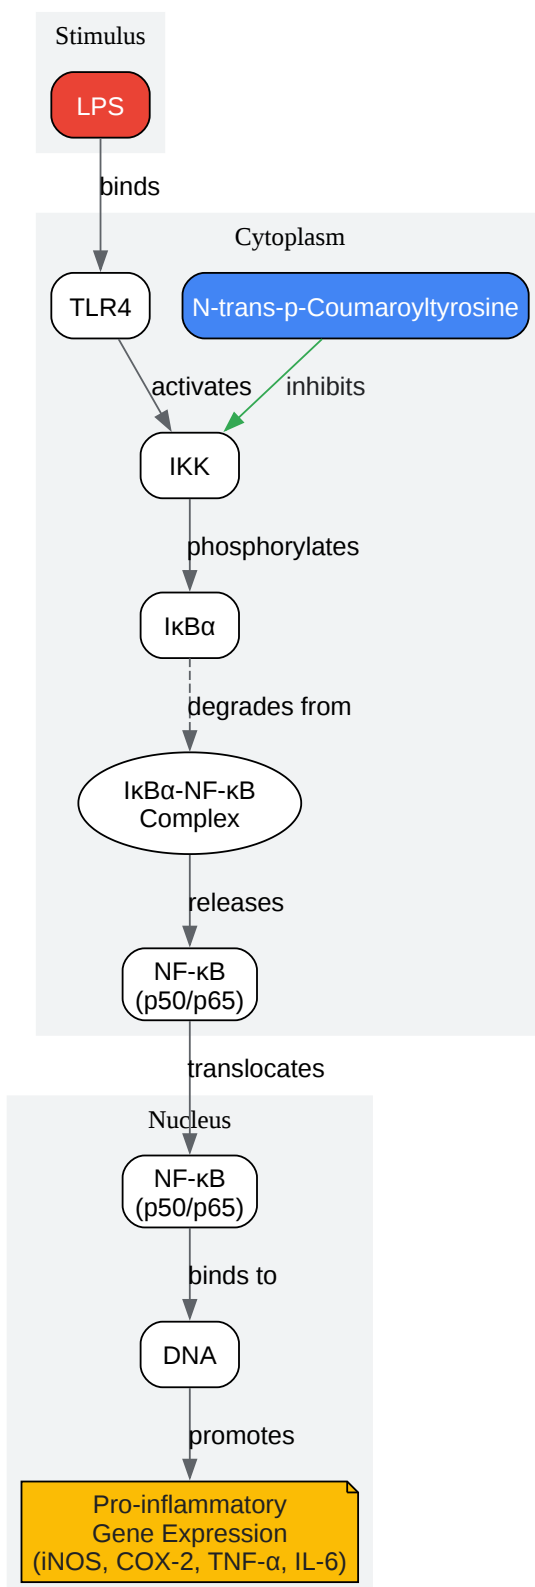 Stimulus
LPS
binds
Cytoplasm
TLR4
N-trans-p-Coumaroyltyrosine
activates
inhibits
IKK
phosphorylates
IκBα
degrades from
IκBα-NF-κB
Complex
releases
NF-κB
(p50/p65)
translocates
Nucleus
NF-κB
(p50/p65)
binds to
DNA
promotes
Pro-inflammatory
Gene Expression
(iNOS, COX-2, TNF-α, IL-6)